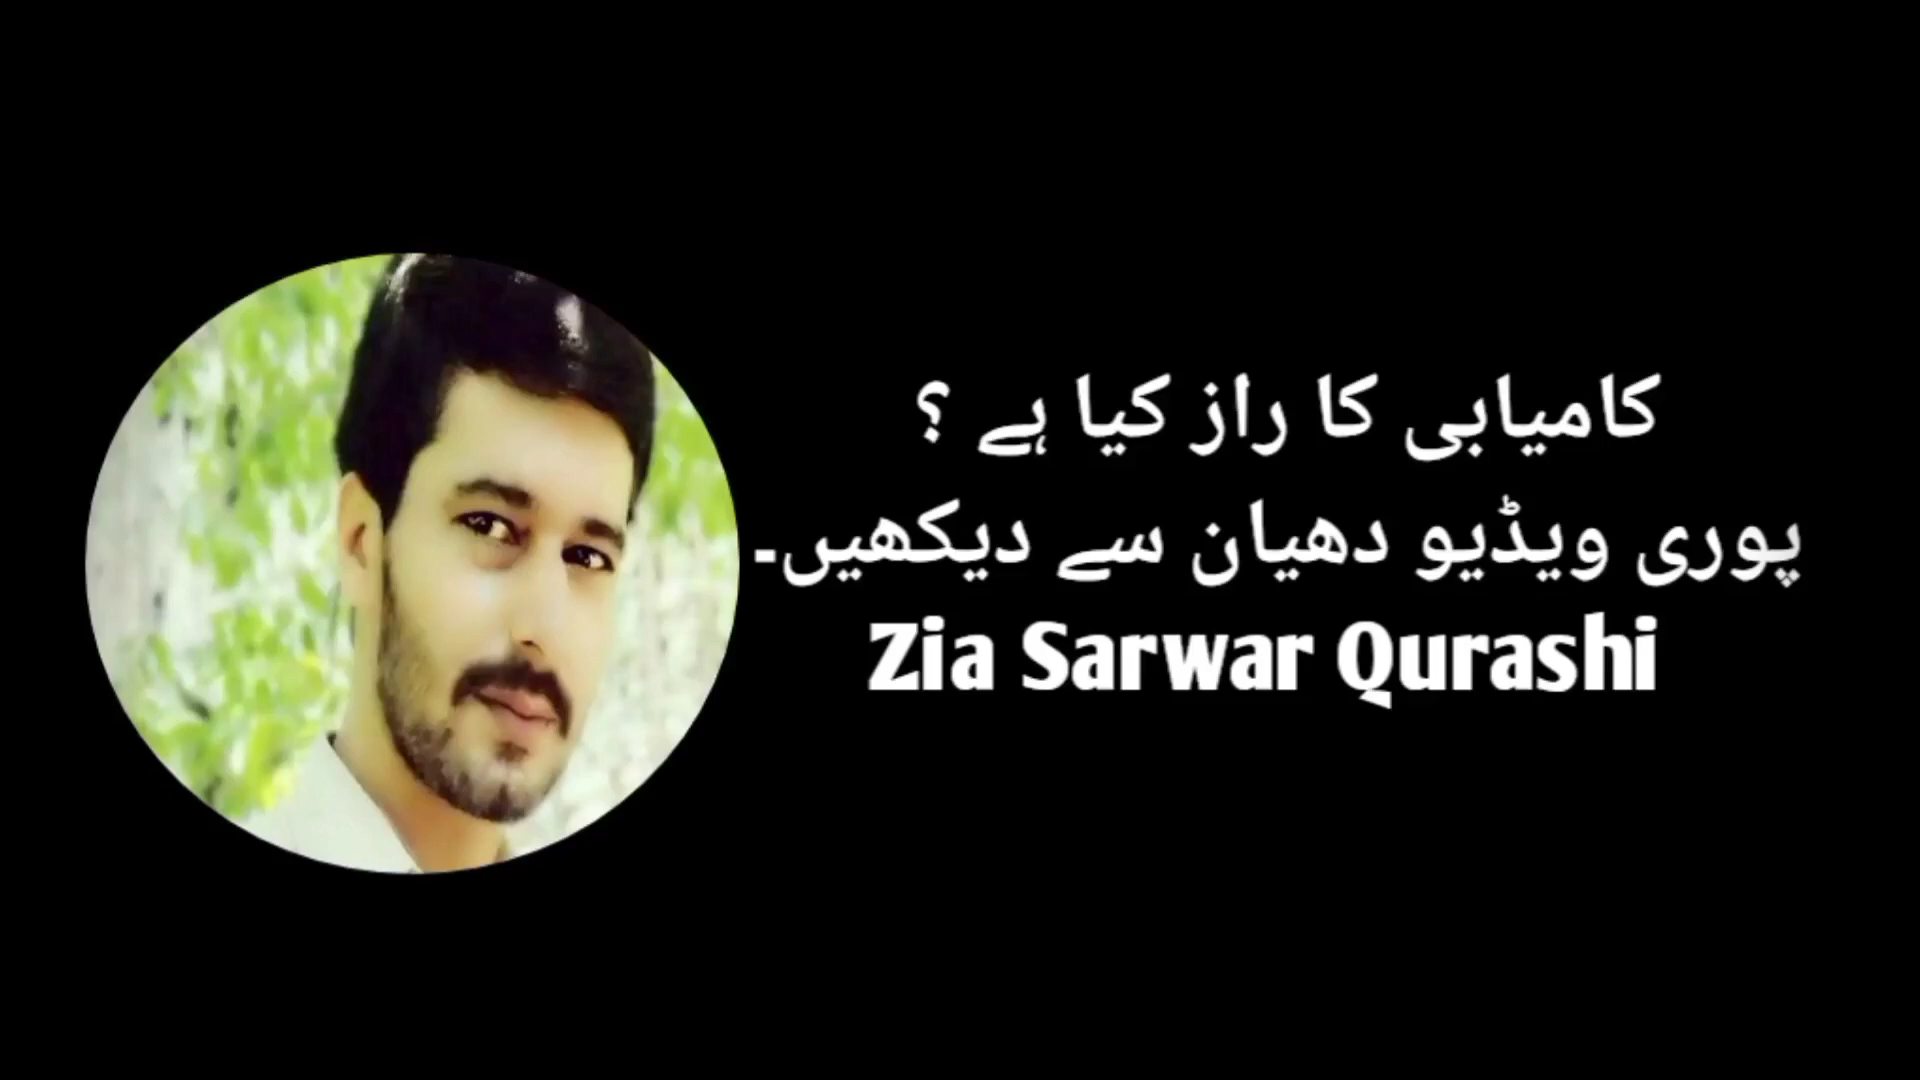 کامیابی کا راز کیا ہے ؟
پوری ویڈیو دھیان سے دیکھیں۔
Zia Sarwar Qurashi